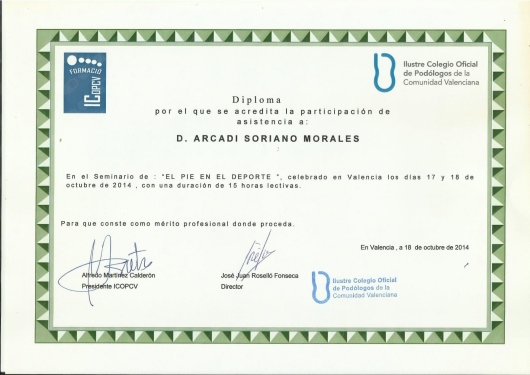 FORMACIÓ
ICOPCV
Ilustre Colegio Oficial
de Podólogos de la
Comunidad Valenciana
Diploma
por el que se acredita la participación de
asistencia a:
D. ARCADI SORIANO MORALES
En el Seminario de : "EL PIE EN EL DEPORTE ", celebrado en Valencia los días 17 y 18 de
octubre de 2014 , con una duración de 15 horas lectivas.
Para que conste como mérito profesional donde proceda.
En Valencia , a 18 de octubre de 2014
Alfredo Martínez Calderón
Presidente ICOPCV
José Juan Roselló Fonseca
Director
Ilustre Colegio Oficial
de Podólogos de la
Comunidad Valenciana